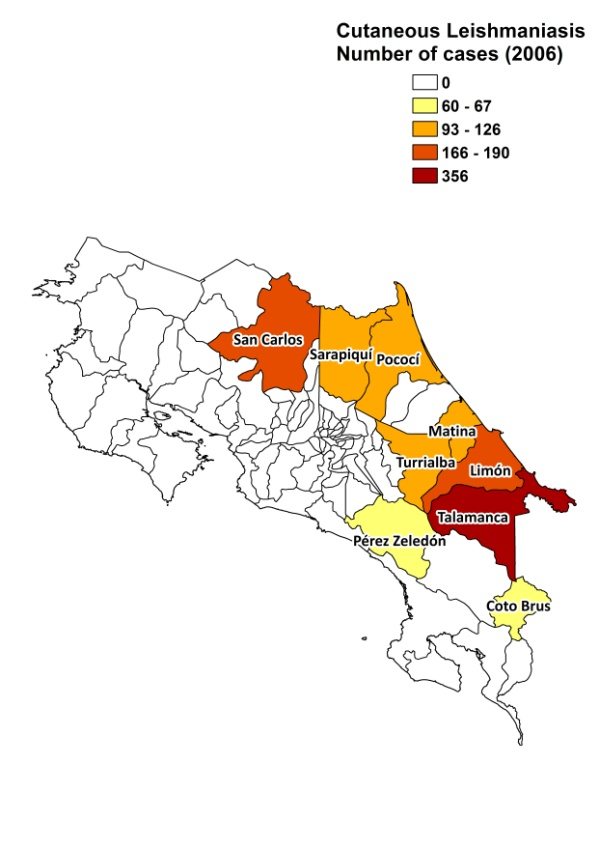 Cutaneous Leishmaniasis
Number of cases (2006)
0
60 - 67
93 - 126
166 - 190
356
San Carlos
Sarapiquí
Pococí
Matina
Turrialba
Limón
Talamanca
Pérez Zeledón
Coto Brus